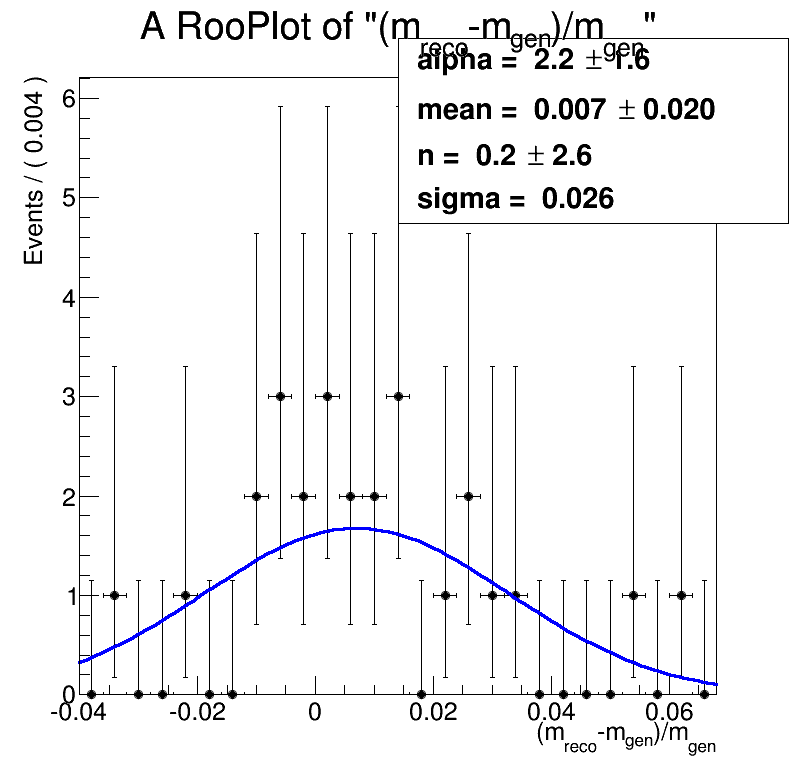 A RooPlot of "(m_reco-m_gen)/m_gen"
alpha = 2.2 ± 1.6
mean = 0.007 ± 0.020
n = 0.2 ± 2.6
sigma = 0.026
Events / ( 0.004 )
6
5
4
3
2
1
0
-0.04 -0.02 0 0.02 0.04 0.06
(m_reco-m_gen)/m_gen